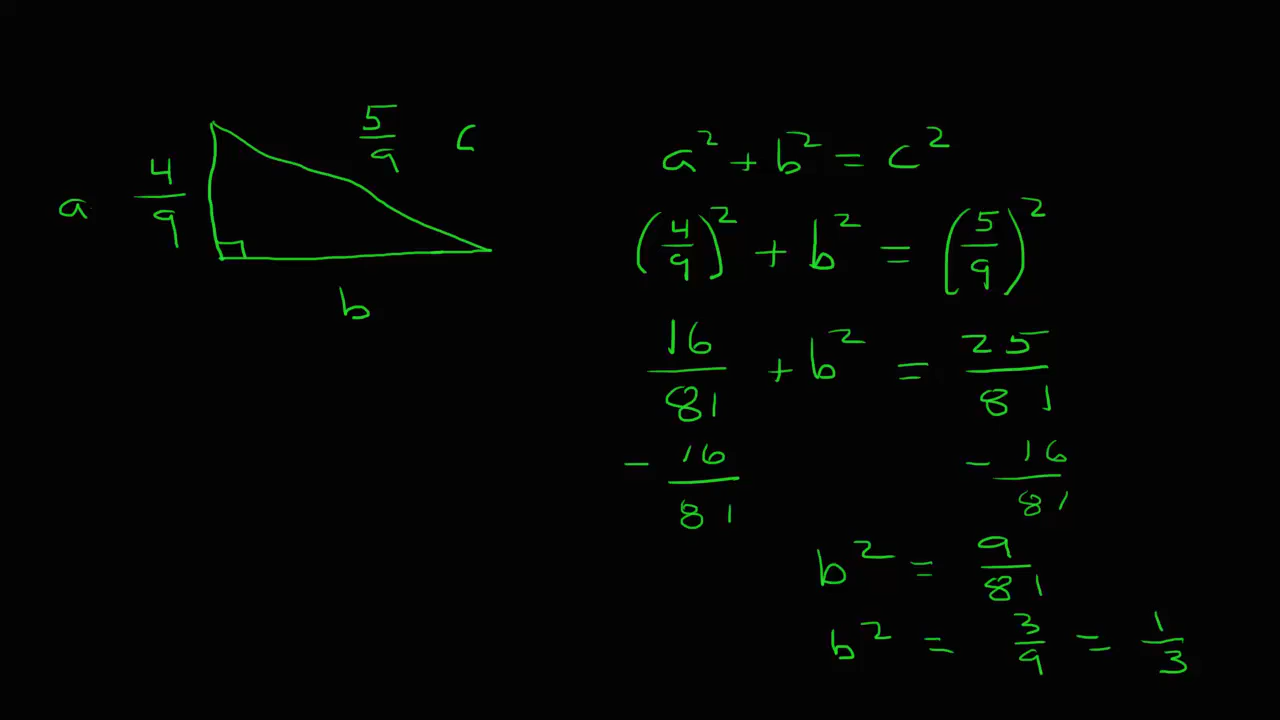 a 4/9
5/9 c
b
a² + b² = c²
(4/9)² + b² = (5/9)²
16/81 + b² = 25/81
- 16/81 - 16/81
b² = 9/81
b² = 3/9 = 1/3